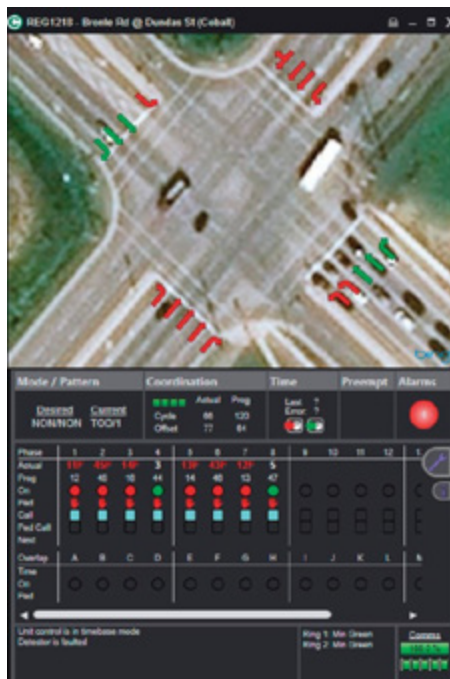 REG1218 - Bronte Rd @ Dundas St (Cobalt)
Mode / Pattern Coordination Time Preempt Alarms
Desired Current Actual Prog Last ?
NON/NON TOD/1 Cycle 66 120 Error ?
Offset 77 84
Phase 1 2 3 4 5 6 7 8 9 10 11 12
Actual 3 5
Prog 12 46 18 44 14 46 13 47
On
Ped
Call
Ped Call
Next
Overlay A B C D E F G H I J K L
Time
On
Ped
Unit control is in timebase mode
Detector is faulted
Ring 1: Min Green
Ring 2: Min Green
Comms